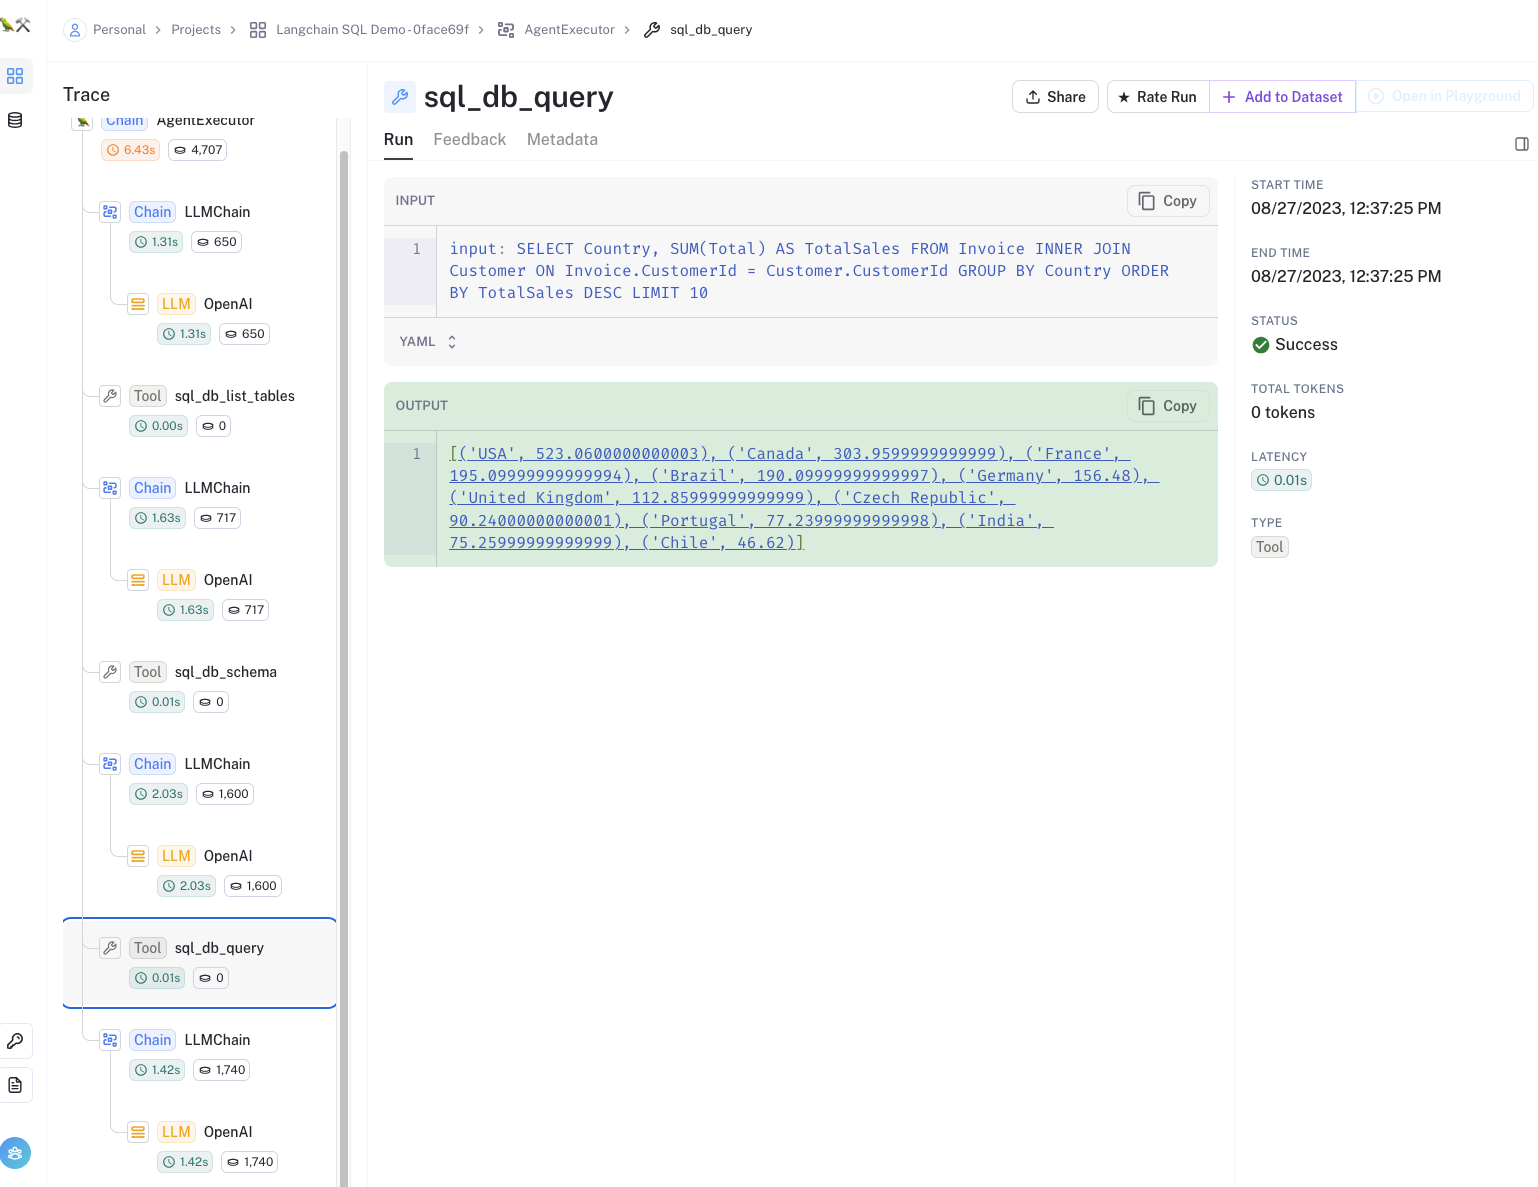 Personal > Projects > Langchain SQL Demo - 0face69f > AgentExecutor > sql_db_query
Trace
Chain AgentExecutor
6.43s 4,707
Chain LLMChain
1.31s 650
LLM OpenAI
1.31s 650
Tool sql_db_list_tables
0.00s 0
Chain LLMChain
1.63s 717
LLM OpenAI
1.63s 717
Tool sql_db_schema
0.01s 0
Chain LLMChain
2.03s 1,600
LLM OpenAI
2.03s 1,600
Tool sql_db_query
0.01s 0
Chain LLMChain
1.42s 1,740
LLM OpenAI
1.42s 1,740
sql_db_query
Share
Rate Run
+ Add to Dataset
Open in Playground
Run Feedback Metadata
INPUT
Copy
1
input: SELECT Country, SUM(Total) AS TotalSales FROM Invoice INNER JOIN
Customer ON Invoice.CustomerId = Customer.CustomerId GROUP BY Country ORDER
BY TotalSales DESC LIMIT 10
YAML
OUTPUT
Copy
1
[('USA', 523.0600000000003), ('Canada', 303.9599999999999), ('France',
195.09999999999994), ('Brazil', 190.09999999999997), ('Germany', 156.48),
('United Kingdom', 112.85999999999999), ('Czech Republic',
90.24000000000001), ('Portugal', 77.23999999999998), ('India',
75.25999999999999), ('Chile', 46.62)]
START TIME
08/27/2023, 12:37:25 PM
END TIME
08/27/2023, 12:37:25 PM
STATUS
Success
TOTAL TOKENS
0 tokens
LATENCY
0.01s
TYPE
Tool